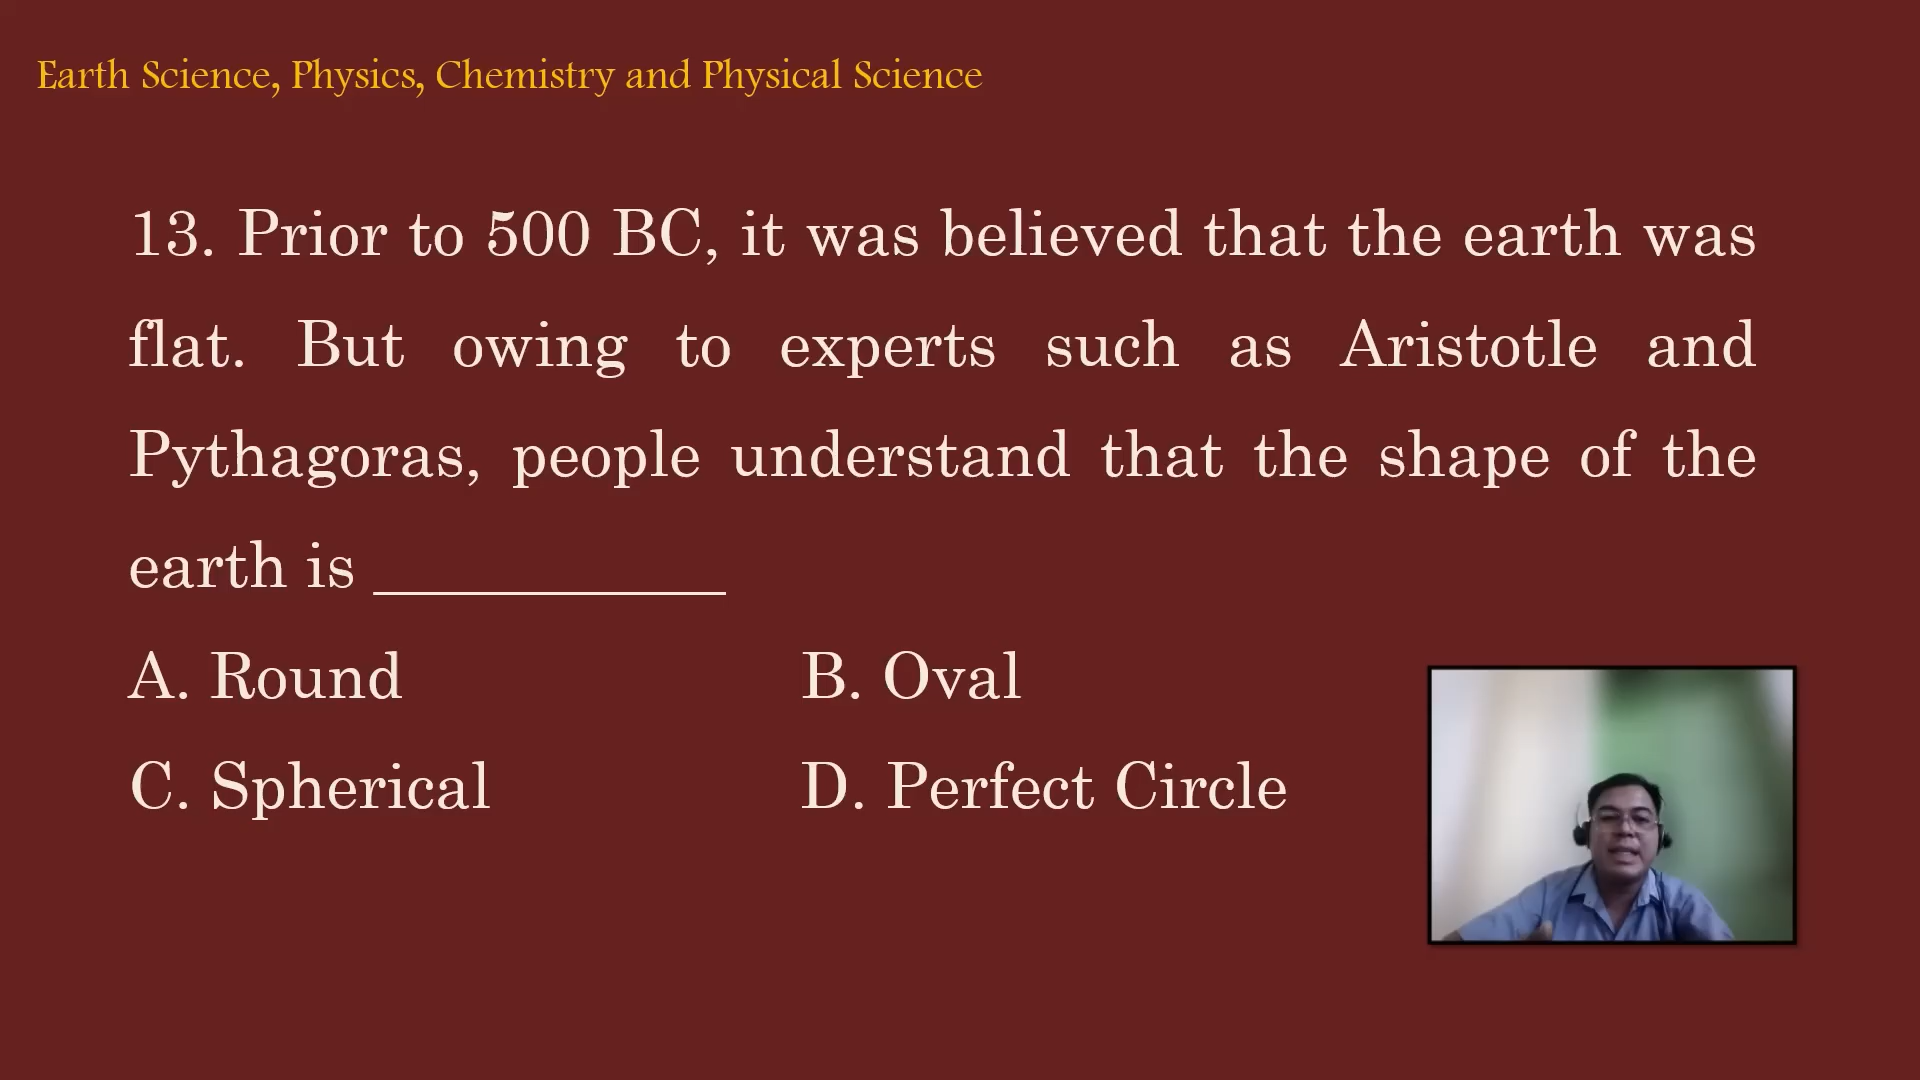 Earth Science, Physics, Chemistry and Physical Science
13. Prior to 500 BC, it was believed that the earth was
flat. But owing to experts such as Aristotle and
Pythagoras, people understand that the shape of the
earth is ___________
A. Round B. Oval
C. Spherical D. Perfect Circle